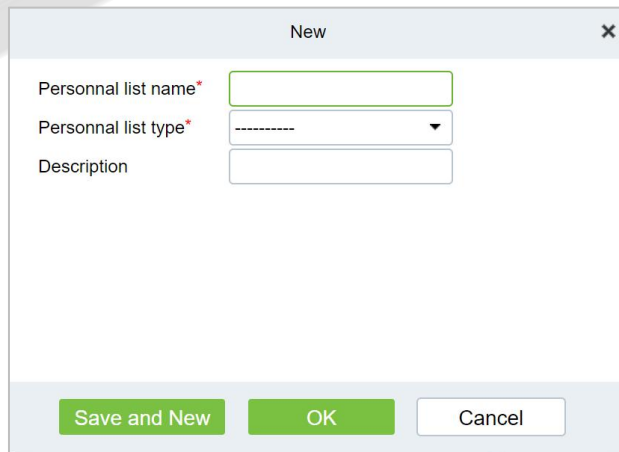 New
Personnal list name*
Personnal list type* ----------
Description
Save and New OK Cancel